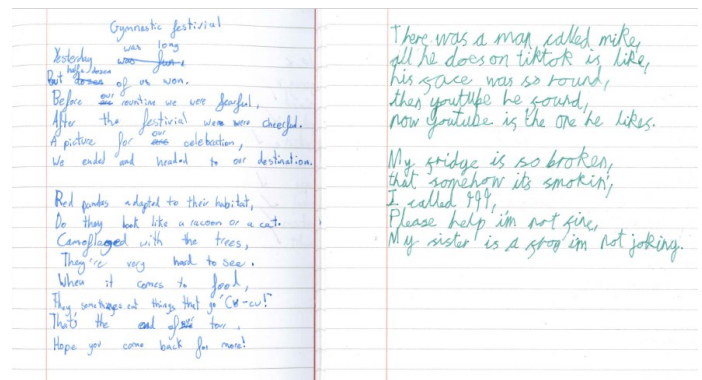 Gymnastic festivial
Yesterday was long
But half a dozen of us won.
Before our rountine we were fearful,
After the festivial were cheerful.
A picture for our celebration,
We ended and headed to our destination.
Red pandas adapted to their habitat,
Do they look like a racoon or a cat.
Camoflaged with the trees,
They're very hard to see.
When it comes to food,
They sometimes eat things that go "Cu-cu!"
That's the end of tour,
Hope you come back for more!
There was a man called mike,
all he does on tiktok is like,
his face was so round,
then youtube he found,
now youtube is the one he likes.
My fridge is so broken,
that somehow its smokin',
I called 999,
Please help im not fine,
My sister is a frog im not joking.